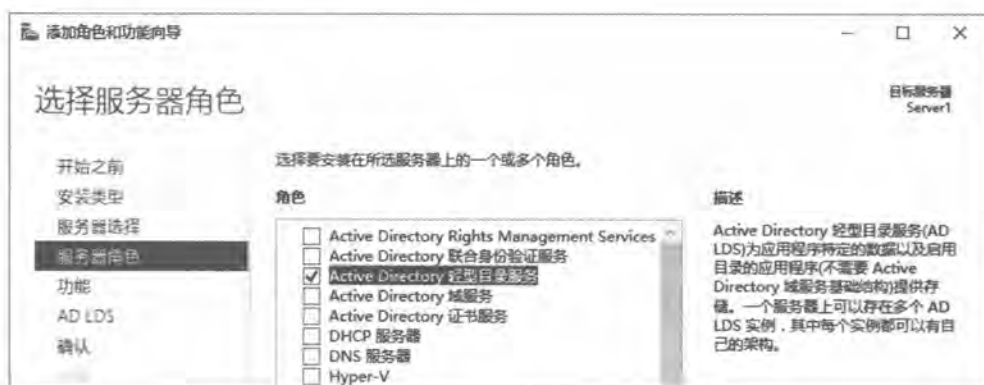 添加角色和功能向导
选择服务器角色
目标服务器
Server1
开始之前
安装类型
服务器选择
服务器角色
功能
AD LDS
确认
选择要安装在所选服务器上的一个或多个角色。
角色
Active Directory Rights Management Services
Active Directory 联合身份验证服务
Active Directory 轻型目录服务
Active Directory 域服务
Active Directory 证书服务
DHCP 服务器
DNS 服务器
Hyper-V
描述
Active Directory 轻型目录服务(AD
LDS)为应用程序特定的数据以及启用
目录的应用程序(不需要 Active
Directory 域服务基础结构)提供存
储。一个服务器上可以存在多个 AD
LDS 实例，其中每个实例都可以有自
己的架构。